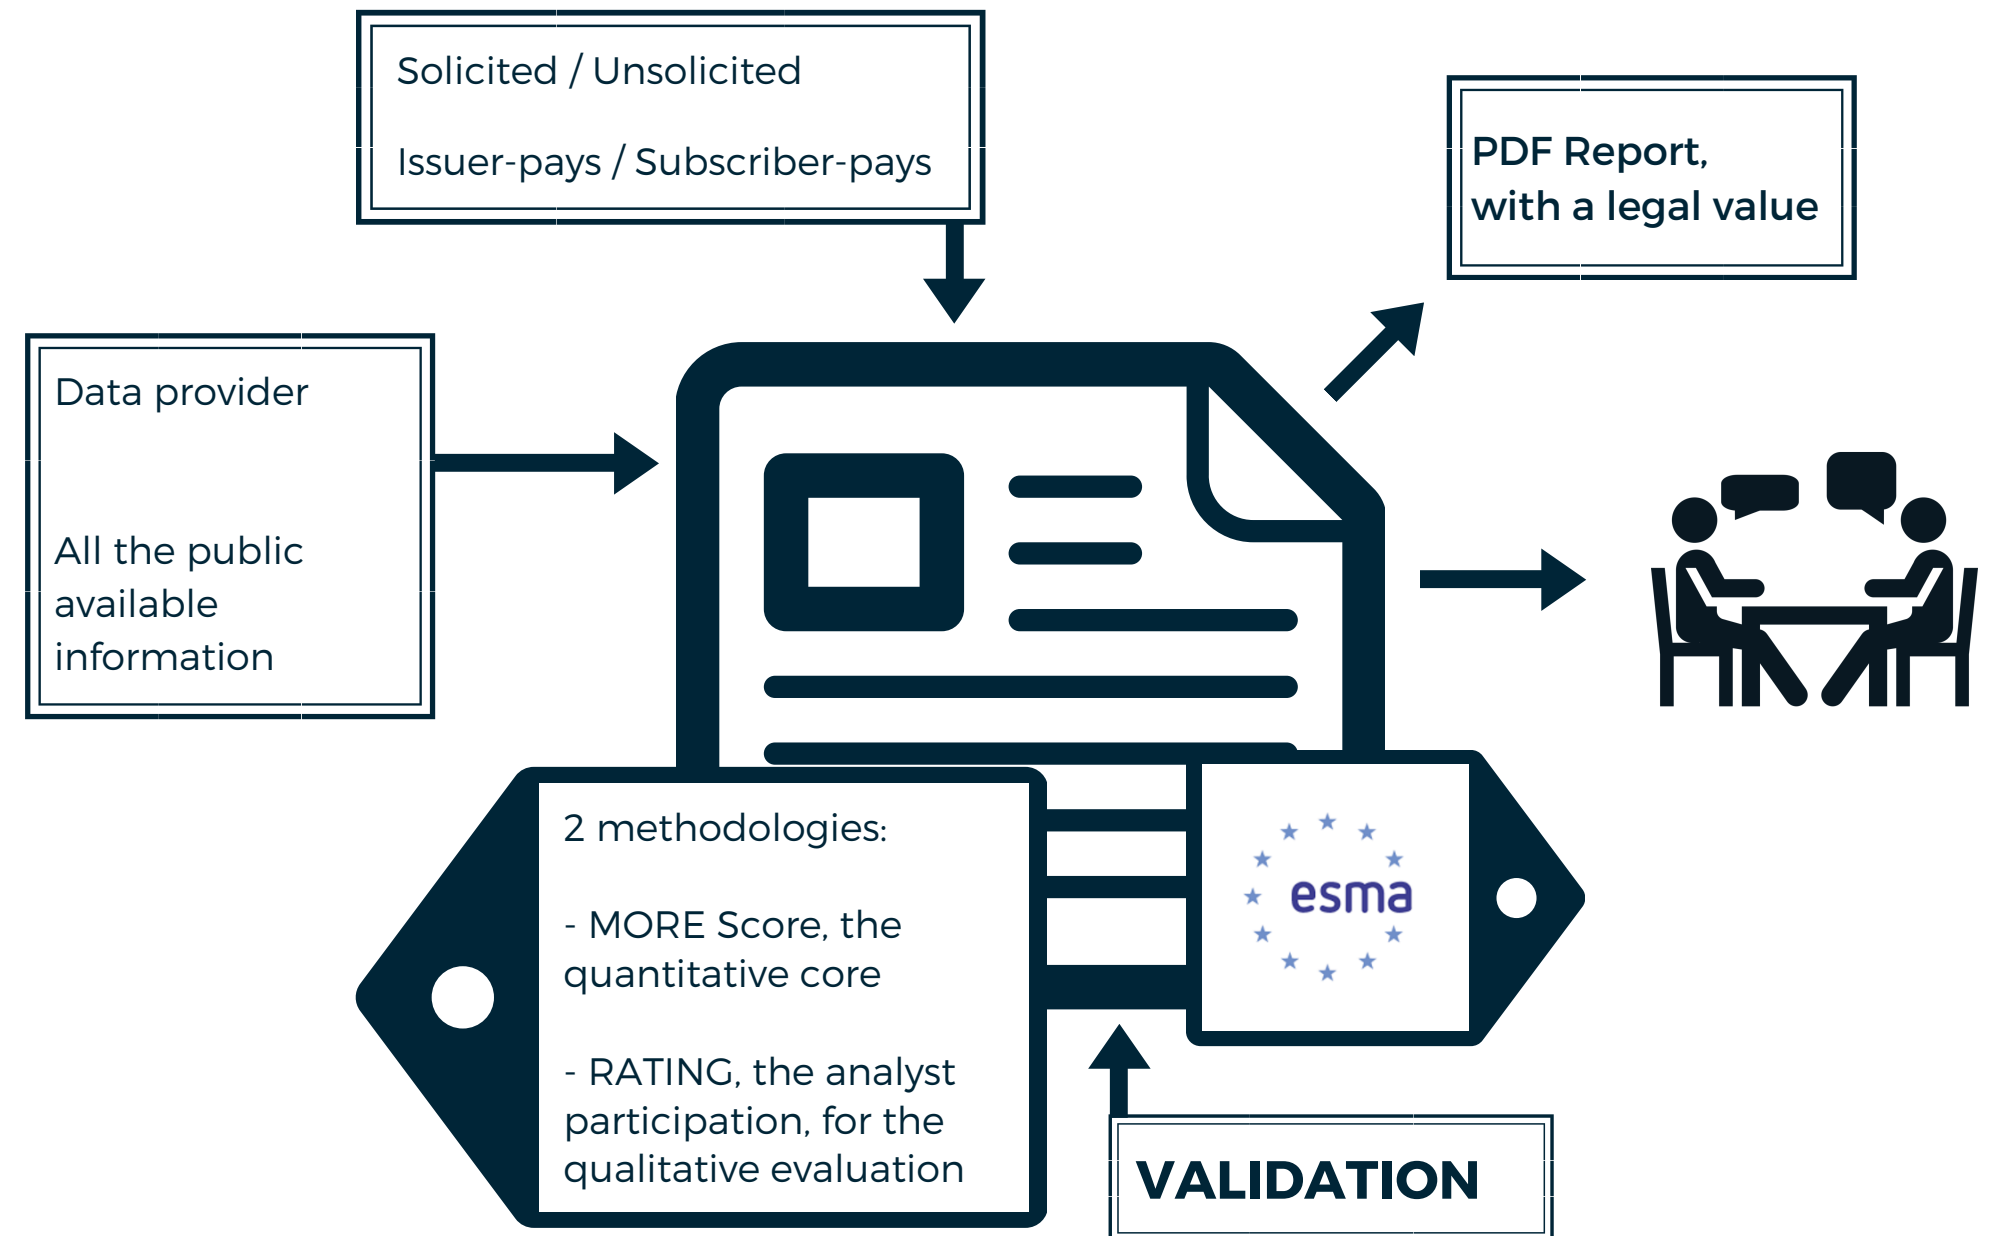 Solicited / Unsolicited
Issuer-pays / Subscriber-pays
PDF Report,
with a legal value
Data provider
All the public
available
information
2 methodologies:
- MORE Score, the
quantitative core
- RATING, the analyst
participation, for the
qualitative evaluation
esma
VALIDATION